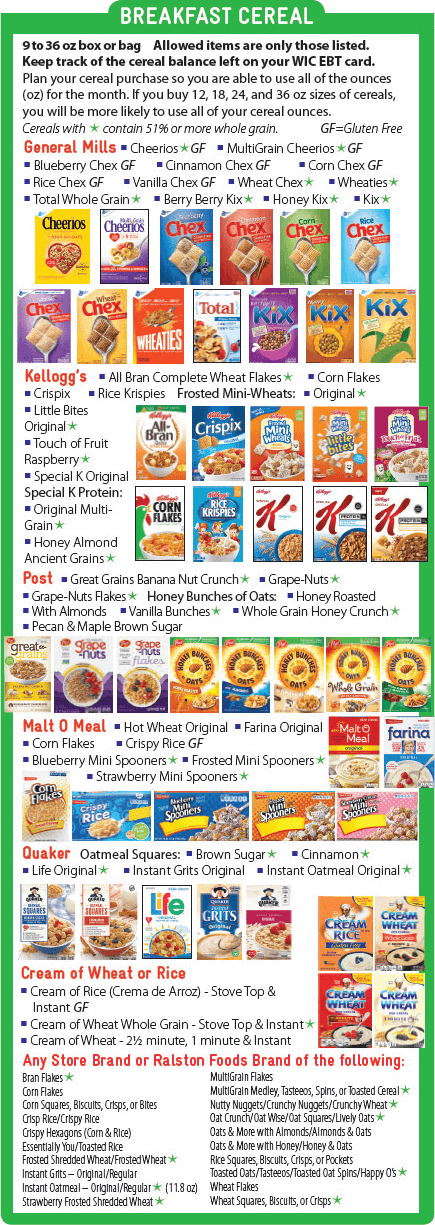 BREAKFAST CEREAL
9 to 36 oz box or bag Allowed items are only those listed.
Keep track of the cereal balance left on your WIC EBT card.
Plan your cereal purchase so you are able to use all of the ounces
(oz) for the month. If you buy 12, 18, 24, and 36 oz sizes of cereals,
you will be more likely to use all of your cereal ounces.
Cereals with ★ contain 51% or more whole grain. GF=Gluten Free
General Mills ▪ Cheerios★GF ▪ MultiGrain Cheerios★GF
▪ Blueberry Chex GF ▪ Cinnamon Chex GF ▪ Corn Chex GF
▪ Rice Chex GF ▪ Vanilla Chex GF ▪ Wheat Chex★ ▪ Wheaties★
▪ Total Whole Grain★ ▪ Berry Berry Kix★ ▪ Honey Kix★ ▪ Kix★
Cheerios
Multi Grain Cheerios
Blueberry Chex
Cinnamon Chex
Corn Chex
Rice Chex
Chex
Wheat Chex
WHEATIES
Total
KiX
KiX
KiX
Kellogg's ▪ All Bran Complete Wheat Flakes★ ▪ Corn Flakes
▪ Crispix ▪ Rice Krispies Frosted Mini-Wheats: ▪ Original★
▪ Little Bites
Original★
▪ Touch of Fruit
Raspberry★
▪ Special K Original
Special K Protein:
▪ Original Multi-
Grain★
▪ Honey Almond
Ancient Grains★
All-Bran
Crispix
Mini Wheats
Mini Wheats little bites
Mini Wheats Touch of Fruit
CORN FLAKES
RICE KRISPIES
K
K PROTEIN
K PROTEIN
Post ▪ Great Grains Banana Nut Crunch★ ▪ Grape-Nuts★
▪ Grape-Nuts Flakes★ Honey Bunches of Oats: ▪ Honey Roasted
▪ With Almonds ▪ Vanilla Bunches★ ▪ Whole Grain Honey Crunch★
▪ Pecan & Maple Brown Sugar
great grains
grape nuts
grape nuts flakes
HONEY BUNCHES OF OATS
HONEY BUNCHES OF OATS
HONEY BUNCHES OF OATS
HONEY BUNCHES OF OATS Whole Grain
HONEY BUNCHES OF OATS
Malt O Meal ▪ Hot Wheat Original ▪ Farina Original
▪ Corn Flakes ▪ Crispy Rice GF
▪ Blueberry Mini Spooners★ ▪ Frosted Mini Spooners★
▪ Strawberry Mini Spooners★
Malt O Meal original
farina
Corn Flakes
Crispy Rice
Blueberry Mini Spooners
Mini Spooners
Mini Spooners
Quaker Oatmeal Squares: ▪ Brown Sugar★ ▪ Cinnamon★
▪ Life Original★ ▪ Instant Grits Original ▪ Instant Oatmeal Original★
QUAKER SQUARES
QUAKER SQUARES
Life
QUAKER GRITS Original
QUAKER
CREAM OF RICE Gluten Free
CREAM OF WHEAT Whole Grain
CREAM OF WHEAT
CREAM OF WHEAT
Cream of Wheat or Rice
▪ Cream of Rice (Crema de Arroz) - Stove Top &
Instant GF
▪ Cream of Wheat Whole Grain - Stove Top & Instant★
▪ Cream of Wheat - 2½ minute, 1 minute & Instant
Any Store Brand or Ralston Foods Brand of the following:
Bran Flakes★
Corn Flakes
Corn Squares, Biscuits, Crisps, or Bites
Crisp Rice/Crispy Rice
Crispy Hexagons (Corn & Rice)
Essentially You/Toasted Rice
Frosted Shredded Wheat/Frosted Wheat★
Instant Grits – Original/Regular
Instant Oatmeal – Original/Regular★ (11.8 oz)
Strawberry Frosted Shredded Wheat★
MultiGrain Flakes
MultiGrain Medley, Tasteeos, Spins, or Toasted Cereal★
Nutty Nuggets/Crunchy Nuggets/Crunchy Wheat★
Oat Crunch/Oat Wise/Oat Squares/Lively Oats★
Oats & More with Almonds/Almonds & Oats
Oats & More with Honey/Honey & Oats
Rice Squares, Biscuits, Crisps, or Pockets
Toasted Oats/Tasteeos/Toasted Oat Spins/Happy O's★
Wheat Flakes
Wheat Squares, Biscuits, or Crisps★